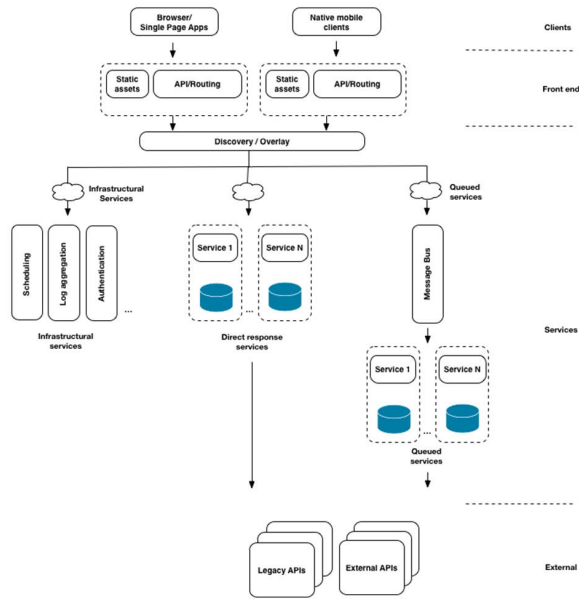 Browser/
Single Page Apps
Native mobile
clients
Clients
Static
assets
API/Routing
Static
assets
API/Routing
Front end
Discovery / Overlay
Infrastructural
Services
Queued
services
Scheduling
Log aggregation
Authentication
...
Service 1
Service N
...
Message Bus
Infrastructural
services
Direct response
services
Services
Service 1
Service N
...
Queued
services
Legacy APIs
External APIs
External